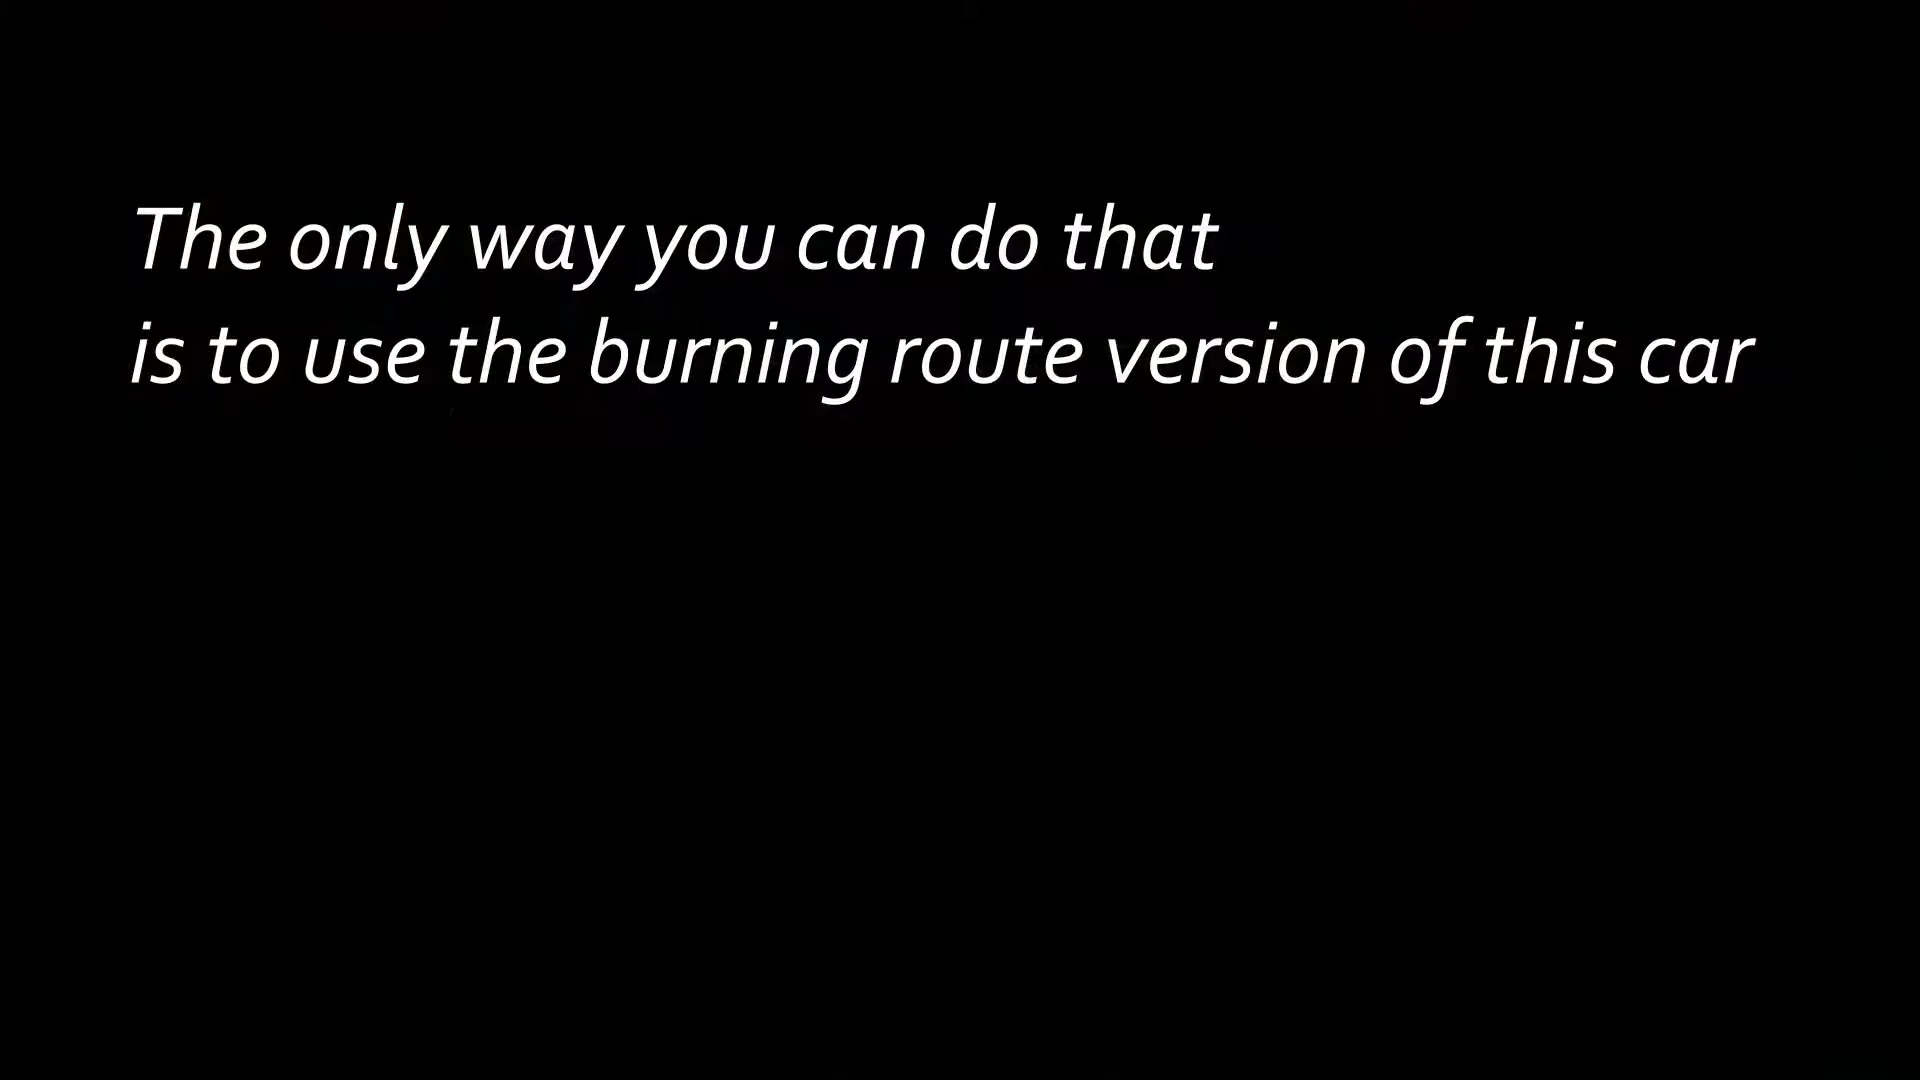 The only way you can do that
is to use the burning route version of this car